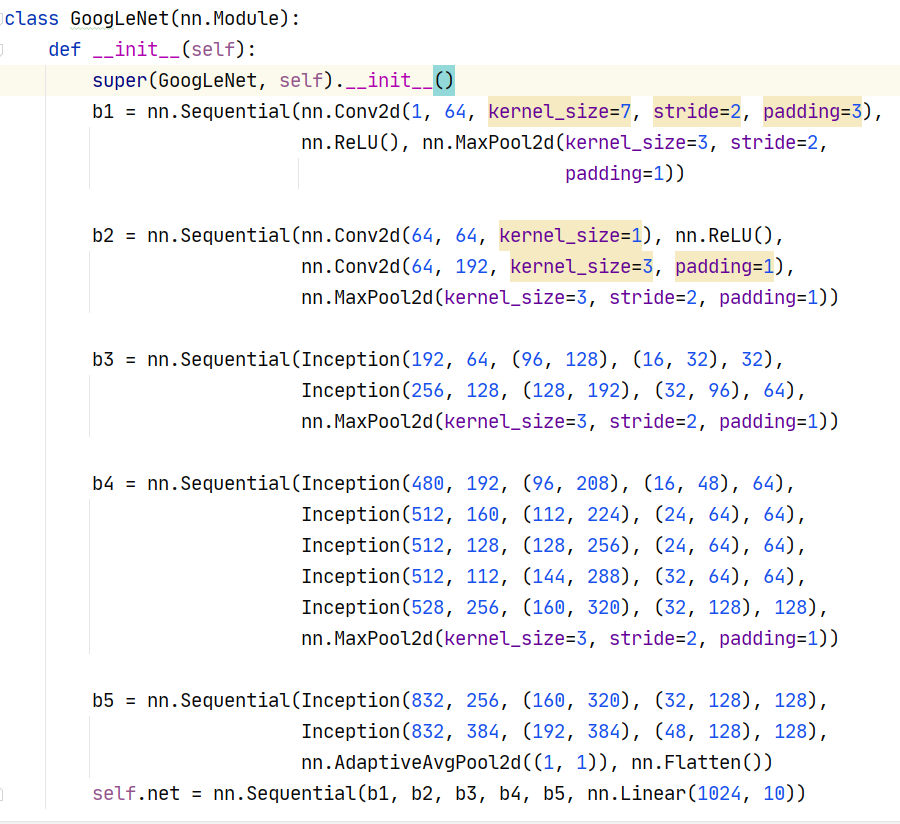 class GoogLeNet(nn.Module):
    def __init__(self):
        super(GoogLeNet, self).__init__()
        b1 = nn.Sequential(nn.Conv2d(1, 64, kernel_size=7, stride=2, padding=3),
                           nn.ReLU(), nn.MaxPool2d(kernel_size=3, stride=2,
                                                   padding=1))
        b2 = nn.Sequential(nn.Conv2d(64, 64, kernel_size=1), nn.ReLU(),
                           nn.Conv2d(64, 192, kernel_size=3, padding=1),
                           nn.MaxPool2d(kernel_size=3, stride=2, padding=1))
        b3 = nn.Sequential(Inception(192, 64, (96, 128), (16, 32), 32),
                           Inception(256, 128, (128, 192), (32, 96), 64),
                           nn.MaxPool2d(kernel_size=3, stride=2, padding=1))
        b4 = nn.Sequential(Inception(480, 192, (96, 208), (16, 48), 64),
                           Inception(512, 160, (112, 224), (24, 64), 64),
                           Inception(512, 128, (128, 256), (24, 64), 64),
                           Inception(512, 112, (144, 288), (32, 64), 64),
                           Inception(528, 256, (160, 320), (32, 128), 128),
                           nn.MaxPool2d(kernel_size=3, stride=2, padding=1))
        b5 = nn.Sequential(Inception(832, 256, (160, 320), (32, 128), 128),
                           Inception(832, 384, (192, 384), (48, 128), 128),
                           nn.AdaptiveAvgPool2d((1, 1)), nn.Flatten())
        self.net = nn.Sequential(b1, b2, b3, b4, b5, nn.Linear(1024, 10))